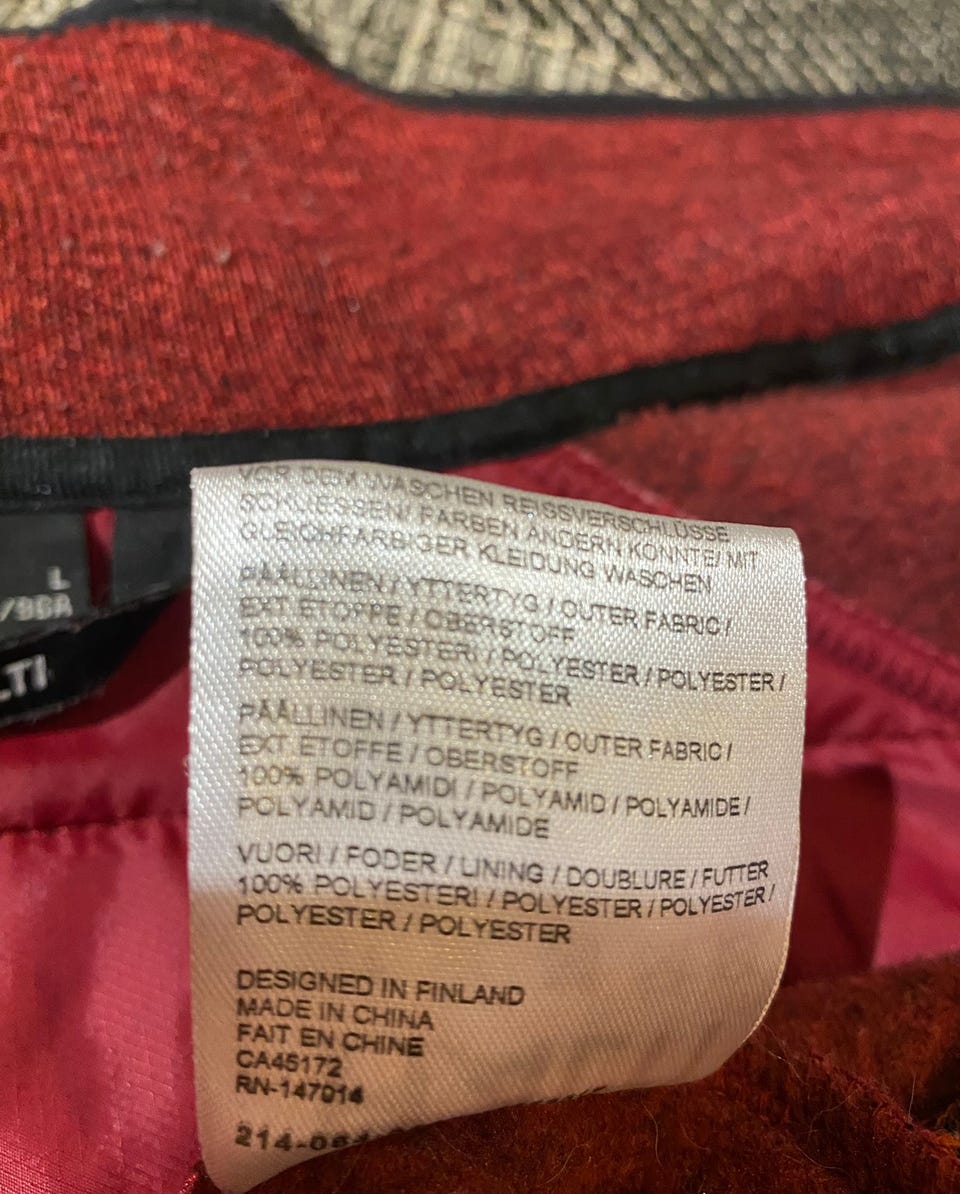 VOR DEM WASCHEN REISSVERSCHLÜSSE
SCHLIESSEN/ FARBEN ÄNDERN KÖNNTE/ MIT
GLEICHFARBIGER KLEIDUNG WASCHEN
PÄÄLLINEN / YTTERTYG / OUTER FABRIC /
EXT.ETOFFE / OBERSTOFF
100% POLYESTERI / POLYESTER / POLYESTER /
POLYESTER / POLYESTER
PÄÄLLINEN / YTTERTYG / OUTER FABRIC /
EXT.ETOFFE / OBERSTOFF
100% POLYAMIDI / POLYAMID / POLYAMIDE /
POLYAMID / POLYAMIDE
VUORI / FODER / LINING / DOUBLURE / FUTTER
100% POLYESTERI / POLYESTER / POLYESTER /
POLYESTER / POLYESTER
DESIGNED IN FINLAND
MADE IN CHINA
FAIT EN CHINE
CA45172
RN-147014
L
/96A
LTI